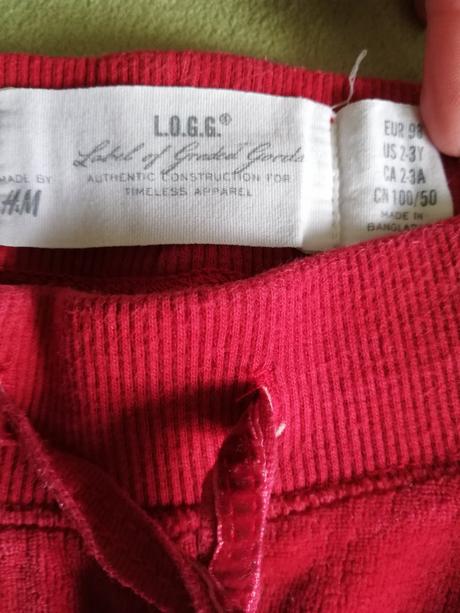 L.O.G.G.®
Label of Graded Goods
AUTHENTIC CONSTRUCTION FOR
TIMELESS APPAREL
MADE BY
H&M
EUR 98
US 2-3Y
CA 2-3A
CN 100/50
MADE IN